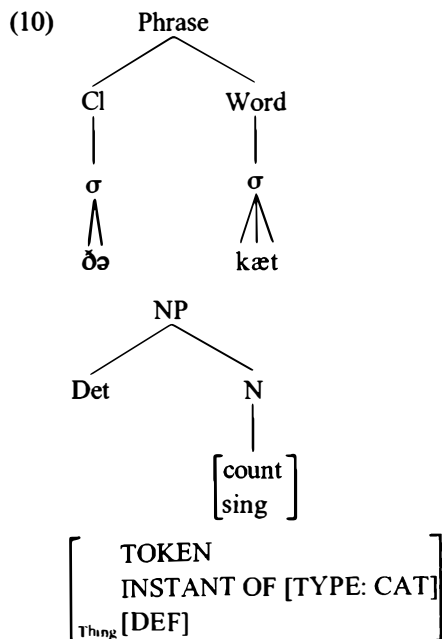 (10) Phrase
Cl Word
σ σ
ðə kæt
NP
Det N
[count
sing]
TOKEN
INSTANT OF [TYPE: CAT]
Thing [DEF]